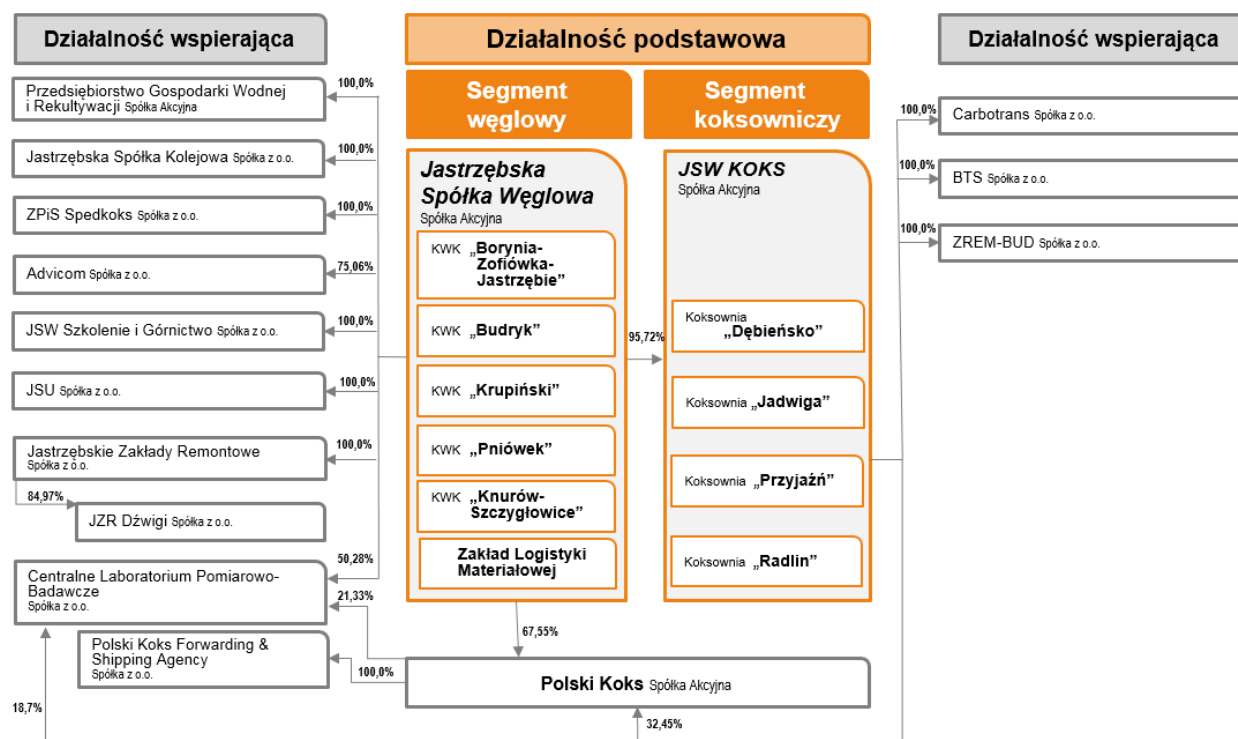 Działalność wspierająca
Przedsiębiorstwo Gospodarki Wodnej
i Rekultywacji Spółka Akcyjna
100,0%
Jastrzębska Spółka Kolejowa Spółka z o.o.
100,0%
ZPiS Spedkoks Spółka z o.o.
100,0%
Advicom Spółka z o.o.
75,06%
JSW Szkolenie i Górnictwo Spółka z o.o.
100,0%
JSU Spółka z o.o.
100,0%
Jastrzębskie Zakłady Remontowe
Spółka z o.o.
100,0%
84,97%
JZR Dźwigi Spółka z o.o.
Centralne Laboratorium Pomiarowo-
Badawcze
Spółka z o.o.
50,28%
21,33%
Polski Koks Forwarding &
Shipping Agency
Spółka z o.o.
100,0%
18,7%
Działalność podstawowa
Segment
węglowy
Jastrzębska
Spółka Węglowa
Spółka Akcyjna
KWK „Borynia-
Zofiówka-
Jastrzębie”
KWK „Budryk”
KWK „Krupiński”
KWK „Pniówek”
KWK „Knurów-
Szczygłowice”
Zakład Logistyki
Materiałowej
95,72%
67,55%
Segment
koksowniczy
JSW KOKS
Spółka Akcyjna
Koksownia
„Dębieńsko”
Koksownia „Jadwiga”
Koksownia „Przyjaźń”
Koksownia „Radlin”
Polski Koks Spółka Akcyjna
32,45%
Działalność wspierająca
100,0%
Carbotrans Spółka z o.o.
100,0%
BTS Spółka z o.o.
100,0%
ZREM-BUD Spółka z o.o.